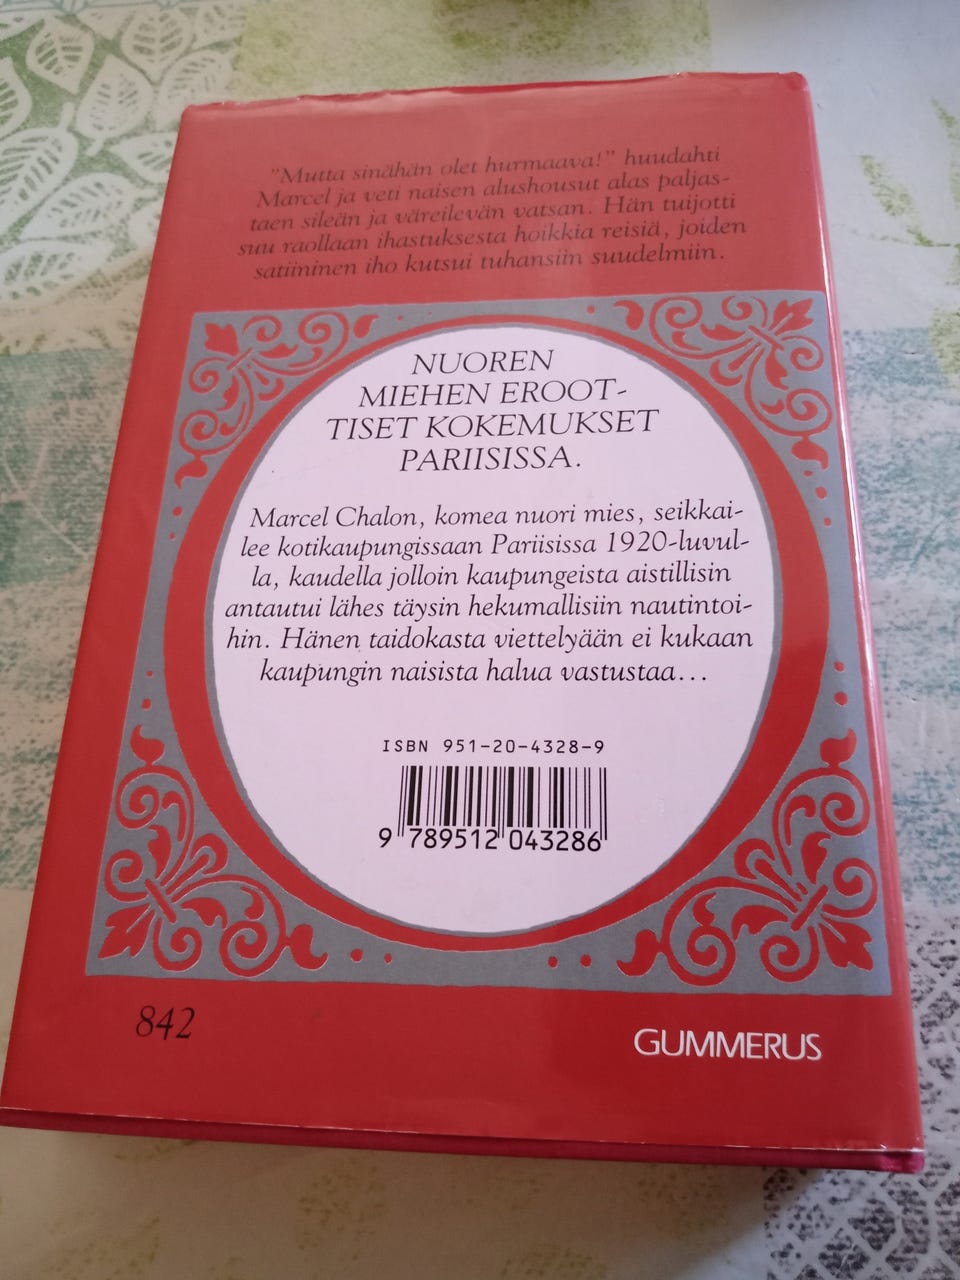 "Mutta sinähän olet hurmaava!" huudahti
Marcel ja veti naisen alushousut alas paljas-
taen sileän ja väreilevän vatsan. Hän tuijotti
suu raollaan ihastuksesta hoikkia reisiä, joiden
satiininen iho kutsui tuhansiin suudelmiin.
NUOREN
MIEHEN EROOT-
TISET KOKEMUKSET
PARIISISSA.
Marcel Chalon, komea nuori mies, seikkai-
lee kotikaupungissaan Pariisissa 1920-luvul-
la, kaudella jolloin kaupungeista aistillisin
antautui lähes täysin hekumallisiin nautintoi-
hin. Hänen taidokasta viettelyään ei kukaan
kaupungin naisista halua vastustaa...
ISBN 951-20-4328-9
9 789512 043286
842
GUMMERUS